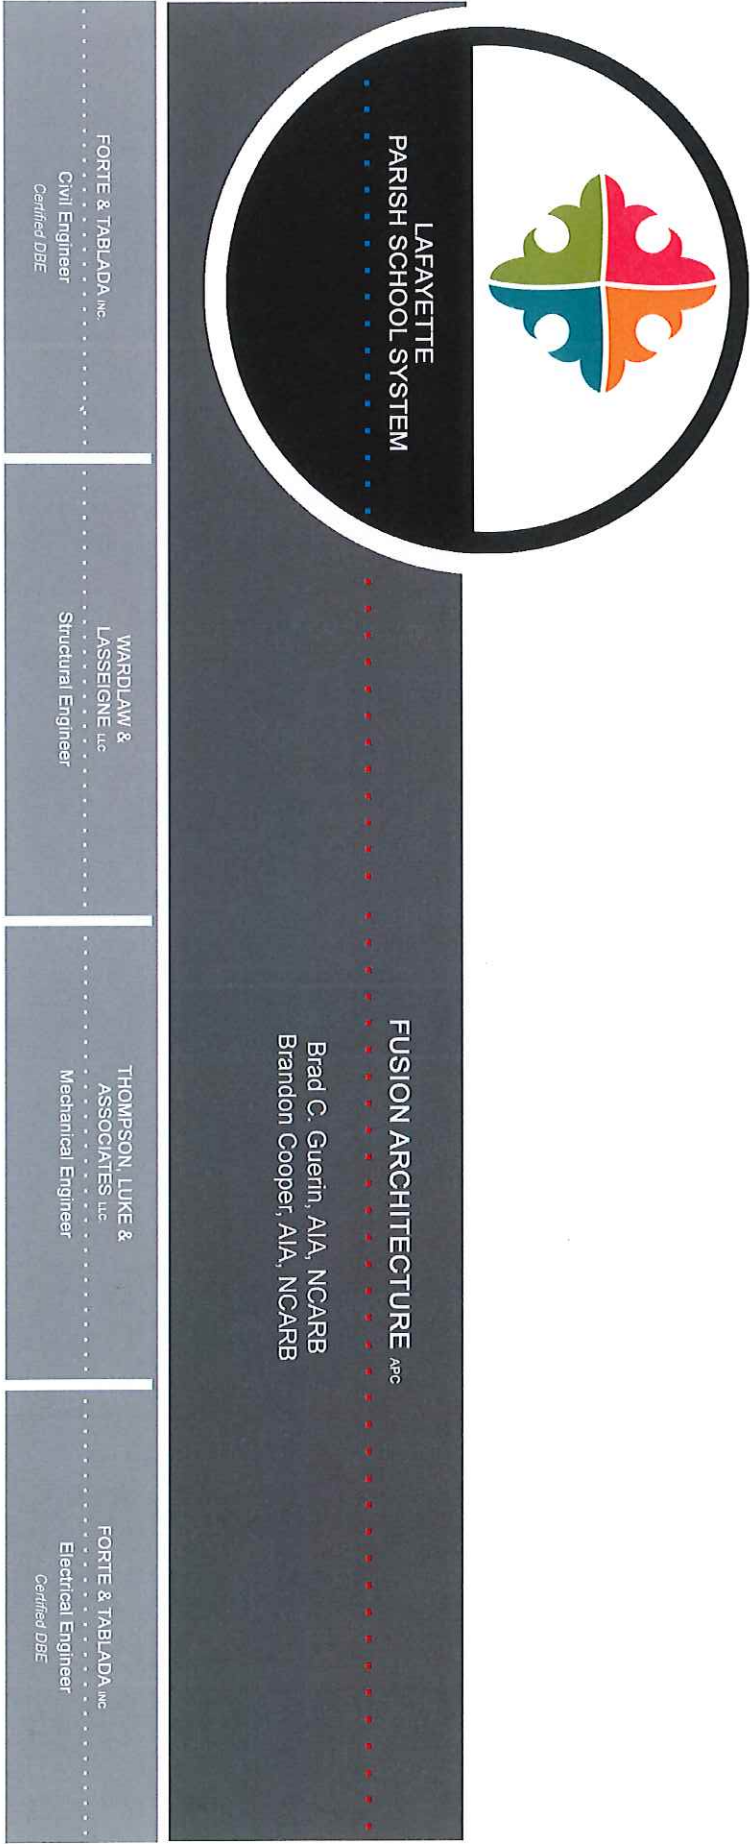 LAFAYETTE
PARISH SCHOOL SYSTEM
FUSION ARCHITECTURE APC
Brad C. Guerin, AIA, NCARB
Brandon Cooper, AIA, NCARB
FORTE & TABLADA INC.
Civil Engineer
Certified DBE
WARDLAW &
LASSEIGNE LLC
Structural Engineer
THOMPSON, LUKE &
ASSOCIATES LLC
Mechanical Engineer
FORTE & TABLADA INC
Electrical Engineer
Certified DBE